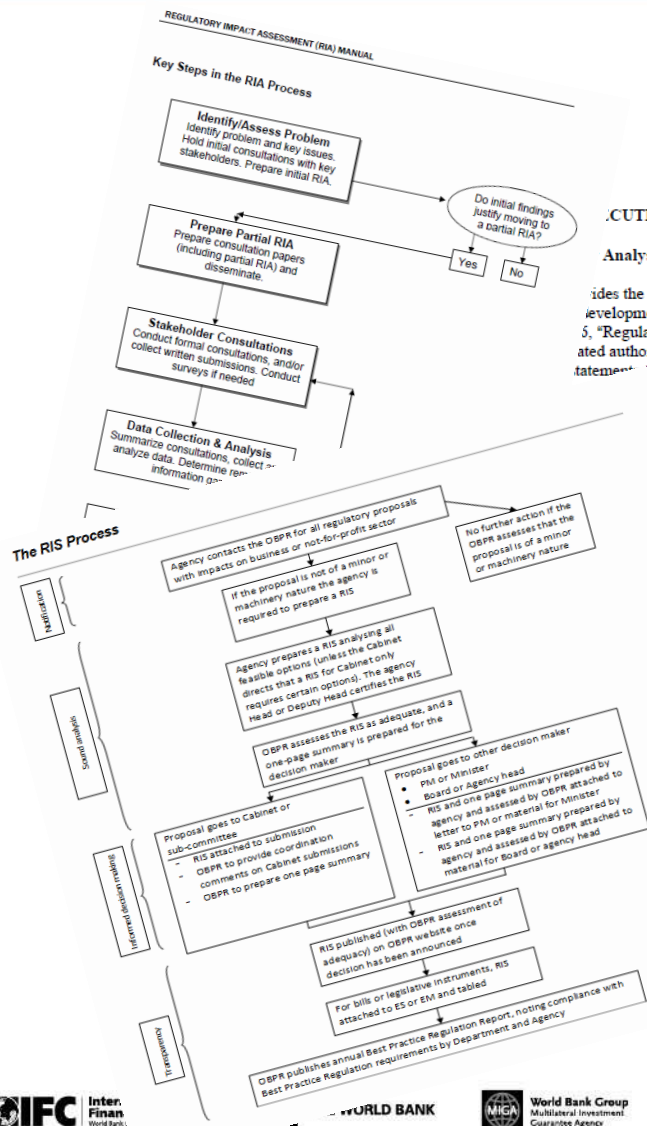 REGULATORY IMPACT ASSESSMENT (RIA) MANUAL
Key Steps in the RIA Process
Identify/Assess Problem
Identify problem and key issues.
Hold initial consultations with key
stakeholders. Prepare initial RIA.
Do initial findings
justify moving to
a partial RIA?
Yes
No
Prepare Partial RIA
Prepare consultation papers
(including partial RIA) and
disseminate.
Stakeholder Consultations
Conduct formal consultations, and/or
collect written submissions. Conduct
surveys if needed
Data Collection & Analysis
Summarize consultations, collect
analyze data. Determine
information
Analys
ides the
evelopme
5, "Regula
ated author
statement
The RIS Process
Agency contacts the OBPR for all regulatory proposals
with impacts on business or not-for-profit sector
No further action if the
OBPR assesses that the
proposal is of a minor
or machinery nature
Notification
If the proposal is not of a minor or
machinery nature the agency is
required to prepare a RIS
Sound analysis
Agency prepares a RIS analysing all
feasible options (unless the Cabinet
directs that a RIS for Cabinet only
requires certain options). The agency
Head or Deputy Head certifies the RIS
OBPR assesses the RIS as adequate, and a
one-page summary is prepared for the
decision maker
Informed decision making
Proposal goes to Cabinet or
sub-committee
- RIS attached to submission
- OBPR to provide coordination
comments on Cabinet submissions
- OBPR to prepare one page summary
Proposal goes to other decision maker
• PM or Minister
• Board or Agency head
- RIS and one page summary prepared by
agency and assessed by OBPR attached to
letter to PM or material for Minister
- RIS and one page summary prepared by
agency and assessed by OBPR attached to
material for Board or agency head
Transparency
RIS published (with OBPR assessment of
adequacy) on OBPR website once
decision has been announced
For bills or legislative instruments, RIS
attached to ES or EM and tabled
OBPR publishes annual Best Practice Regulation Report, noting compliance with
Best Practice Regulation requirements by Department and Agency
IFC
Inter.
Finan
World Bank
WORLD BANK
MIGA
World Bank Group
Multilateral Investment
Guarantee Agency